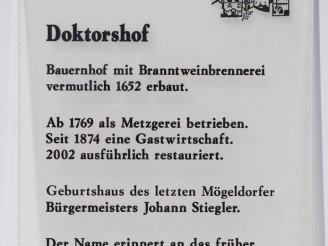 Doktorshof
Bauernhof mit Branntweinbrennerei
vermutlich 1652 erbaut.
Ab 1769 als Metzgerei betrieben.
Seit 1874 eine Gastwirtschaft.
2002 ausführlich restauriert.
Geburtshaus des letzten Mögeldorfer
Bürgermeisters Johann Stiegler.
Der Name erinnert an das früher